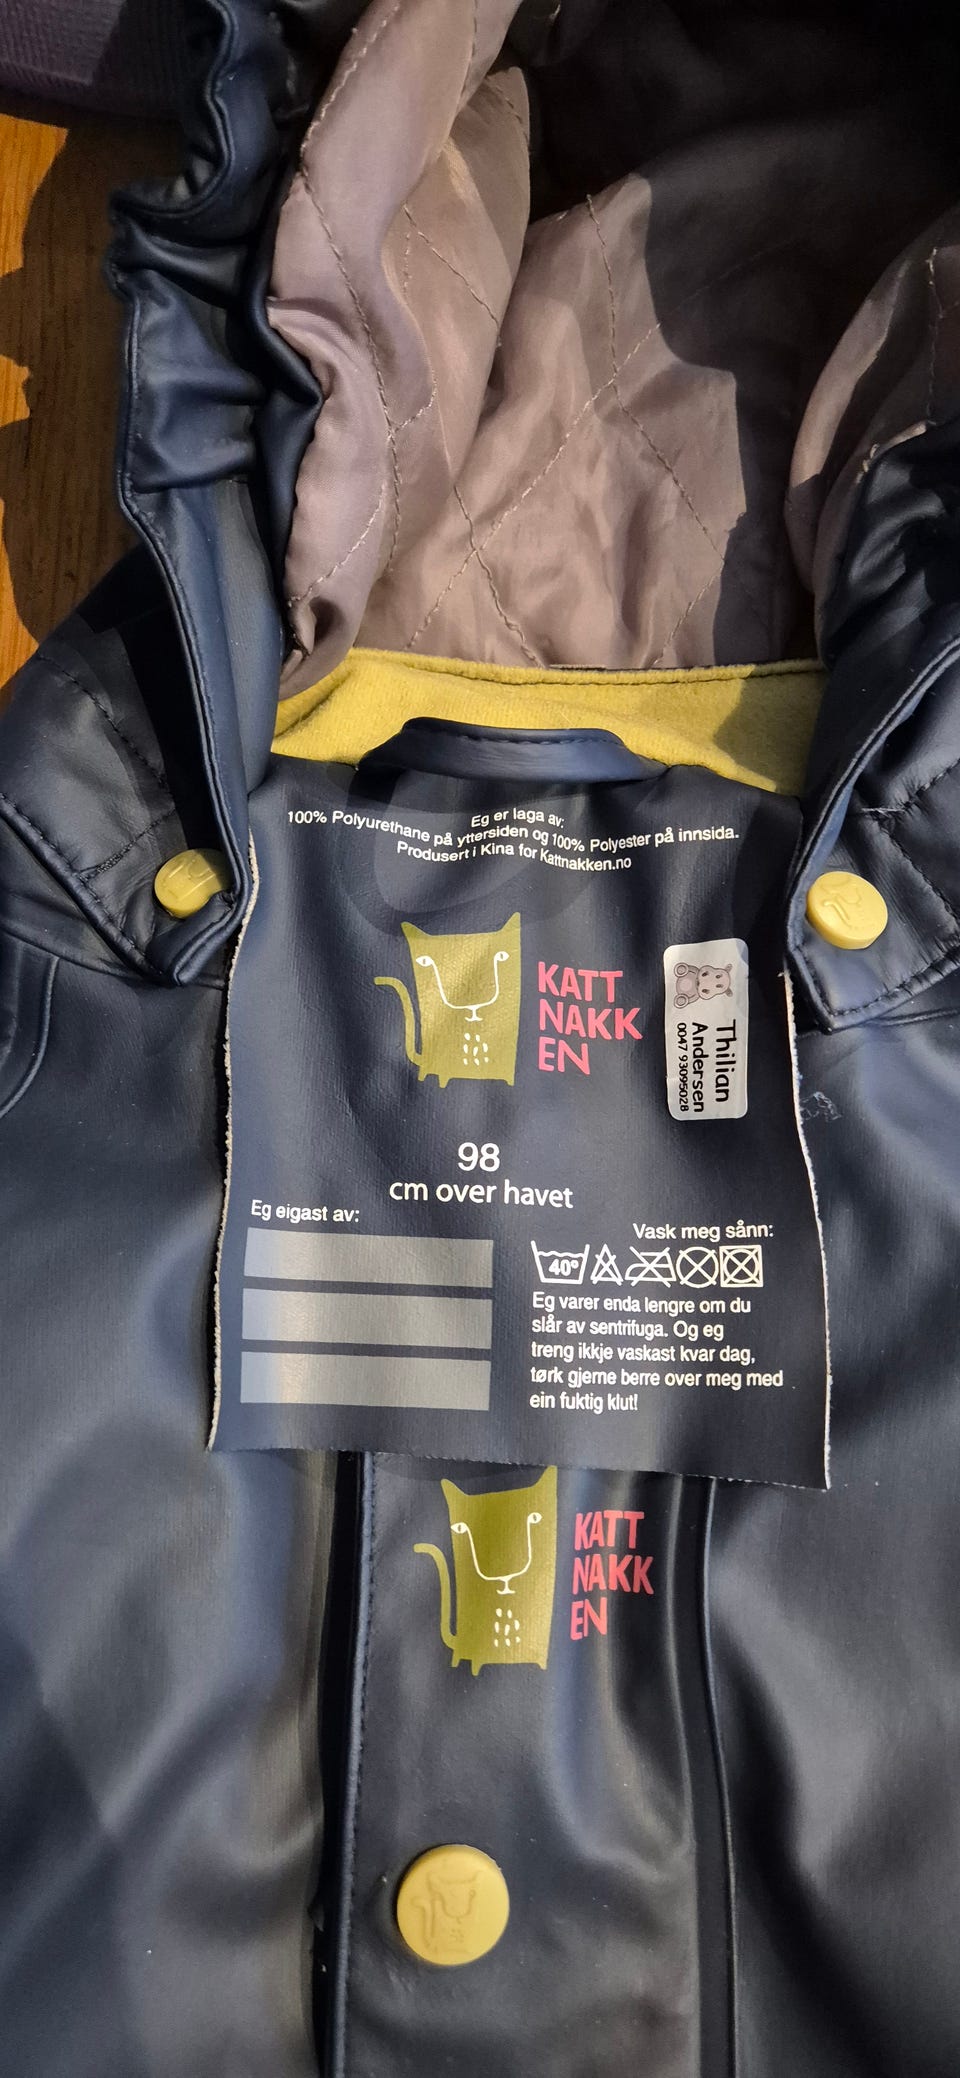 Eg er laga av:
100% Polyurethane på yttersiden og 100% Polyester på innsida.
Produsert i Kina for Kattnakken.no
KATT
NAKK
EN
Thilian
Andersen
0047 93095028
98
cm over havet
Eg eigast av:
Vask meg sånn:
40°
Eg varer enda lengre om du
slår av sentrifuga. Og eg
treng ikkje vaskast kvar dag,
tørk gjerne berre over meg med
ein fuktig klut!
KATT
NAKK
EN